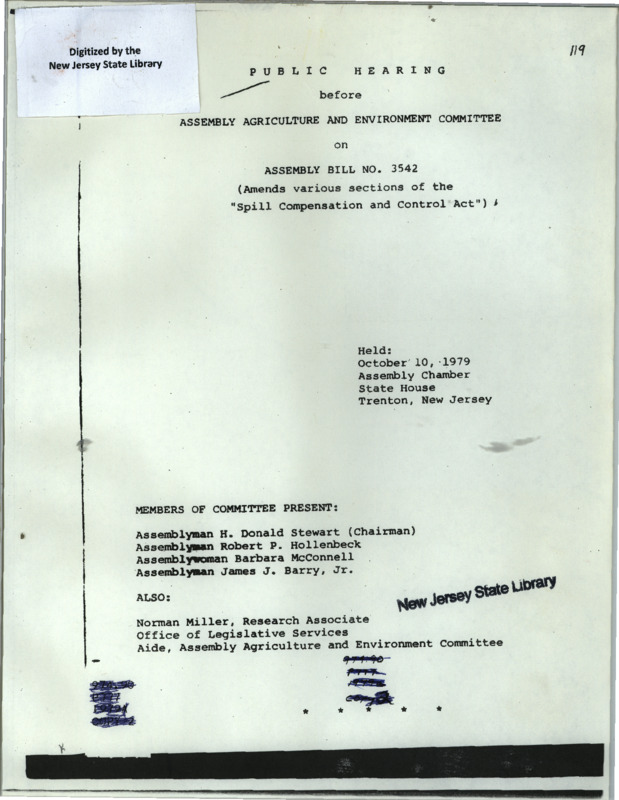 Digitized by the
New Jersey State Library
119
PUBLIC HEARING
before
ASSEMBLY AGRICULTURE AND ENVIRONMENT COMMITTEE
on
ASSEMBLY BILL NO. 3542
(Amends various sections of the
"Spill Compensation and Control Act")
Held:
October 10, 1979
Assembly Chamber
State House
Trenton, New Jersey
MEMBERS OF COMMITTEE PRESENT:
Assemblyman H. Donald Stewart (Chairman)
Assemblyman Robert P. Hollenbeck
Assemblywoman Barbara McConnell
Assemblyman James J. Barry, Jr.
ALSO:
New Jersey State Library
Norman Miller, Research Associate
Office of Legislative Services
Aide, Assembly Agriculture and Environment Committee
* * * * *